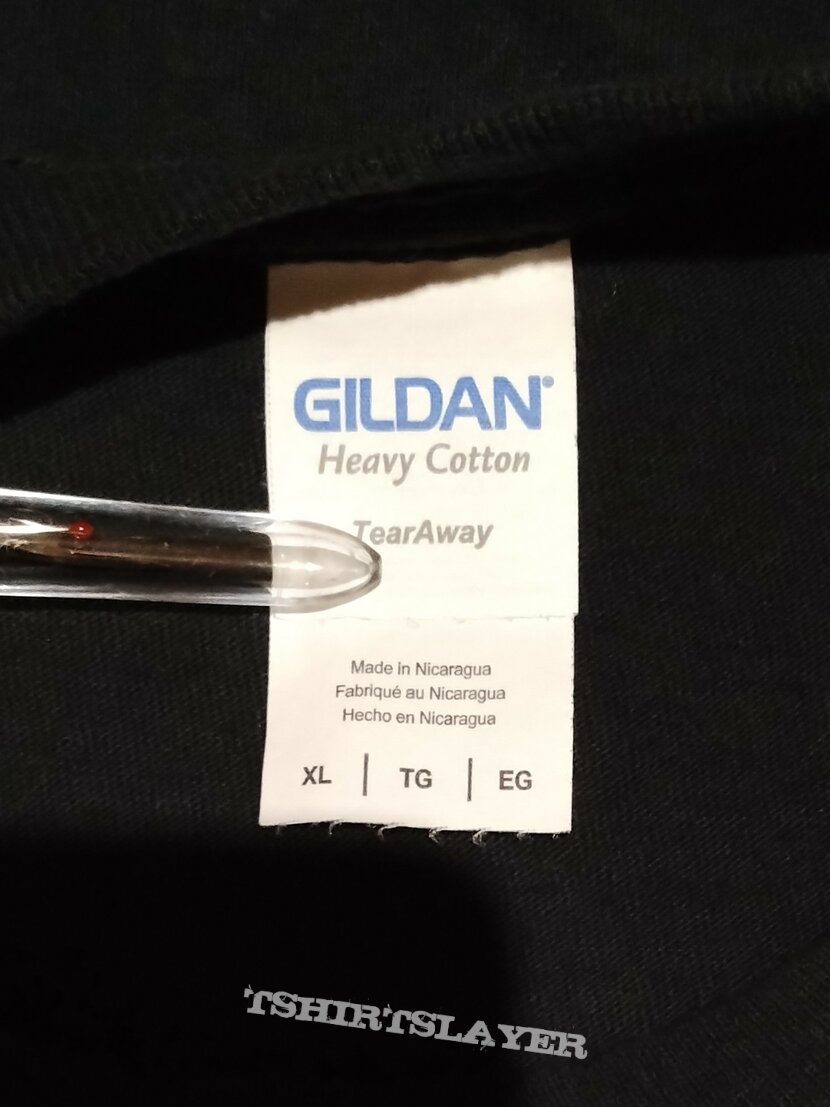 GILDAN®
Heavy Cotton
TearAway
Made in Nicaragua
Fabriqué au Nicaragua
Hecho en Nicaragua
XL | TG | EG
TSHIRTSLAYER